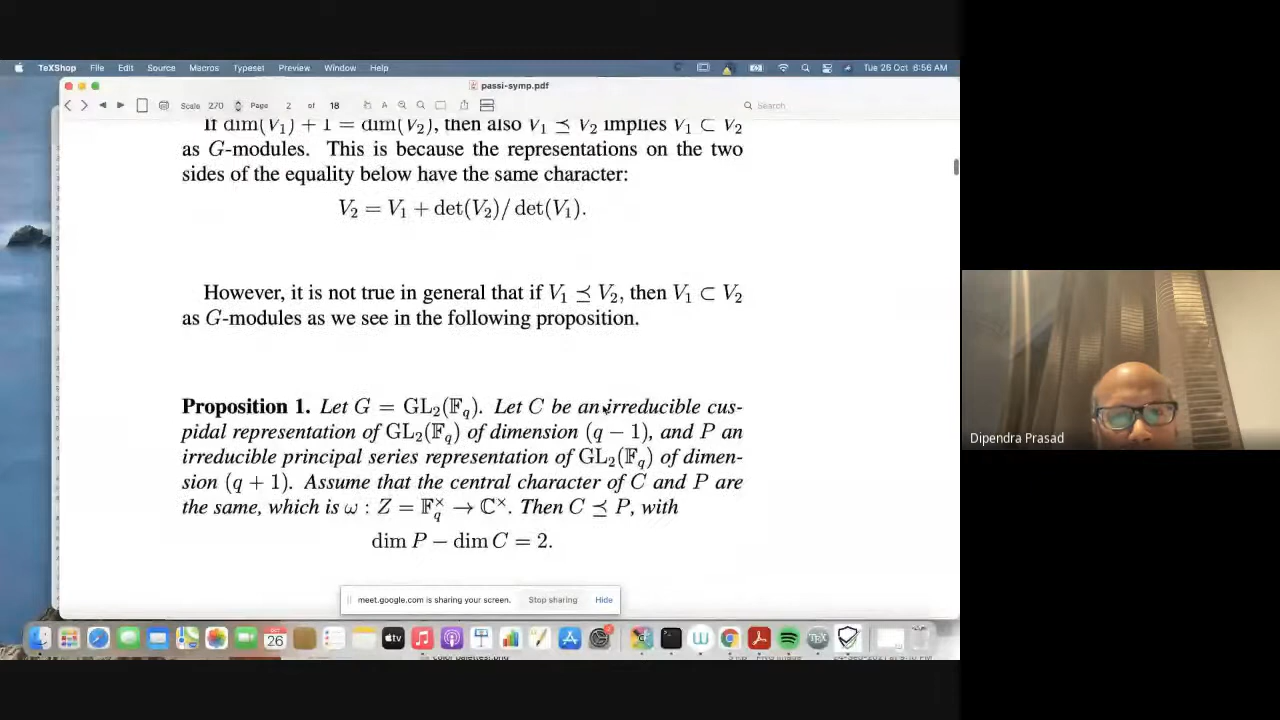 TeXShop File Edit Source Macros Typeset Preview Window Help Tue 26 Oct 8:56 AM
passi-symp.pdf
Scale 270 Page 2 of 18 Search
If dim(V₁) + 1 = dim(V₂), then also V₁ ⪯ V₂ implies V₁ ⊂ V₂
as G-modules. This is because the representations on the two
sides of the equality below have the same character:
V₂ = V₁ + det(V₂)/ det(V₁).
However, it is not true in general that if V₁ ⪯ V₂, then V₁ ⊂ V₂
as G-modules as we see in the following proposition.
Proposition 1. Let G = GL₂(𝔽_q). Let C be an irreducible cus-
pidal representation of GL₂(𝔽_q) of dimension (q − 1), and P an
irreducible principal series representation of GL₂(𝔽_q) of dimen-
sion (q + 1). Assume that the central character of C and P are
the same, which is ω : Z = 𝔽_q^× → ℂ^×. Then C ⪯ P, with
dim P − dim C = 2.
meet.google.com is sharing your screen. Stop sharing Hide
Dipendra Prasad